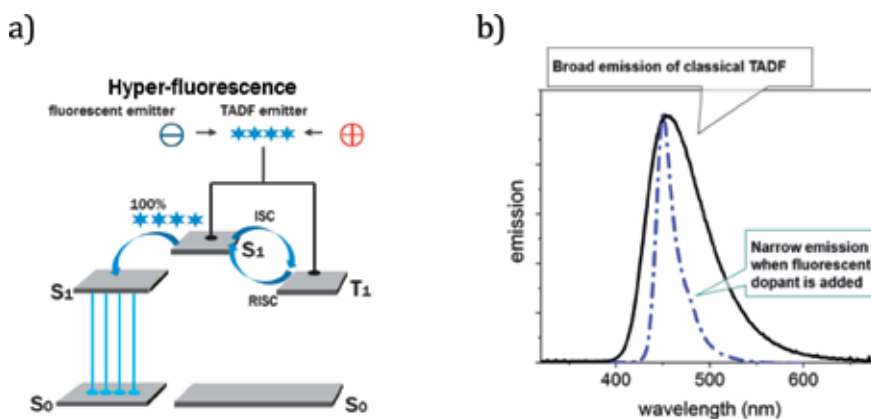 a)
Hyper-fluorescence
fluorescent emitter TADF emitter
100%
ISC
S1
S1
T1
RISC
S0
S0
b)
Broad emission of classical TADF
emission
Narrow emission
when fluorescent
dopant is added
400 500 600
wavelength (nm)